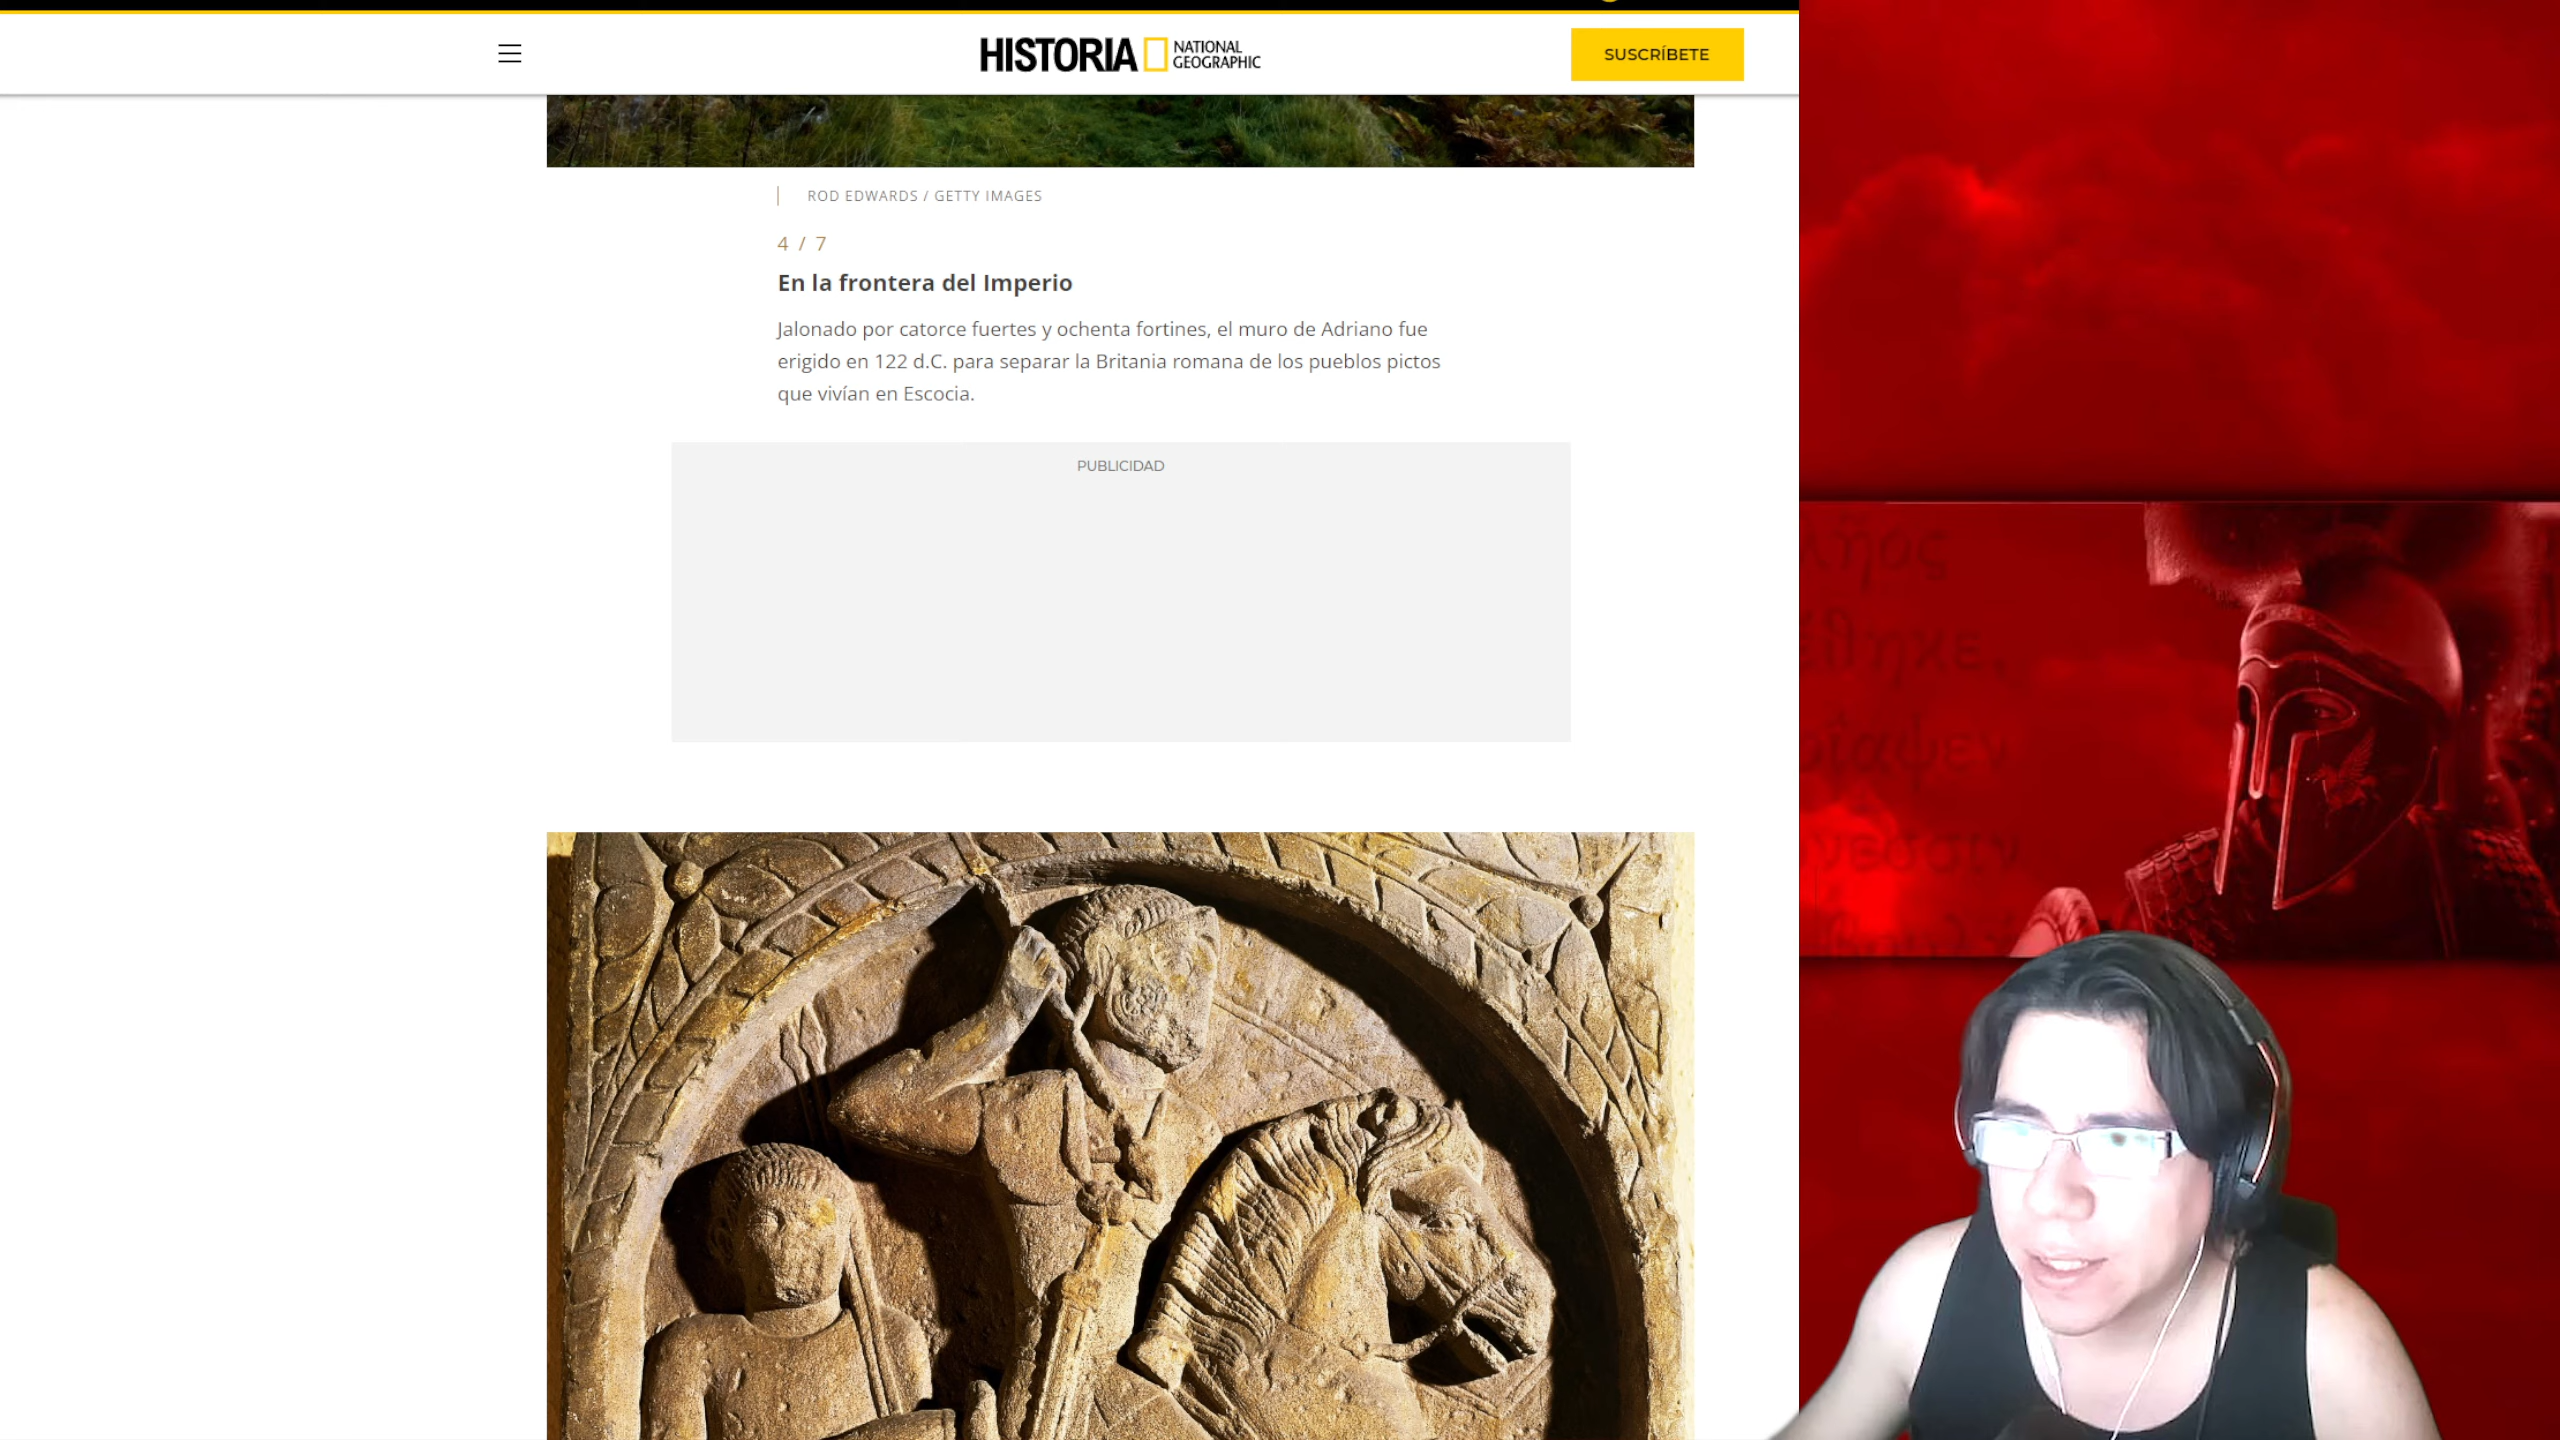 HISTORIA NATIONAL
GEOGRAPHIC
SUSCRÍBETE
ROD EDWARDS / GETTY IMAGES
4 / 7
En la frontera del Imperio
Jalonado por catorce fuertes y ochenta fortines, el muro de Adriano fue
erigido en 122 d.C. para separar la Britania romana de los pueblos pictos
que vivían en Escocia.
PUBLICIDAD